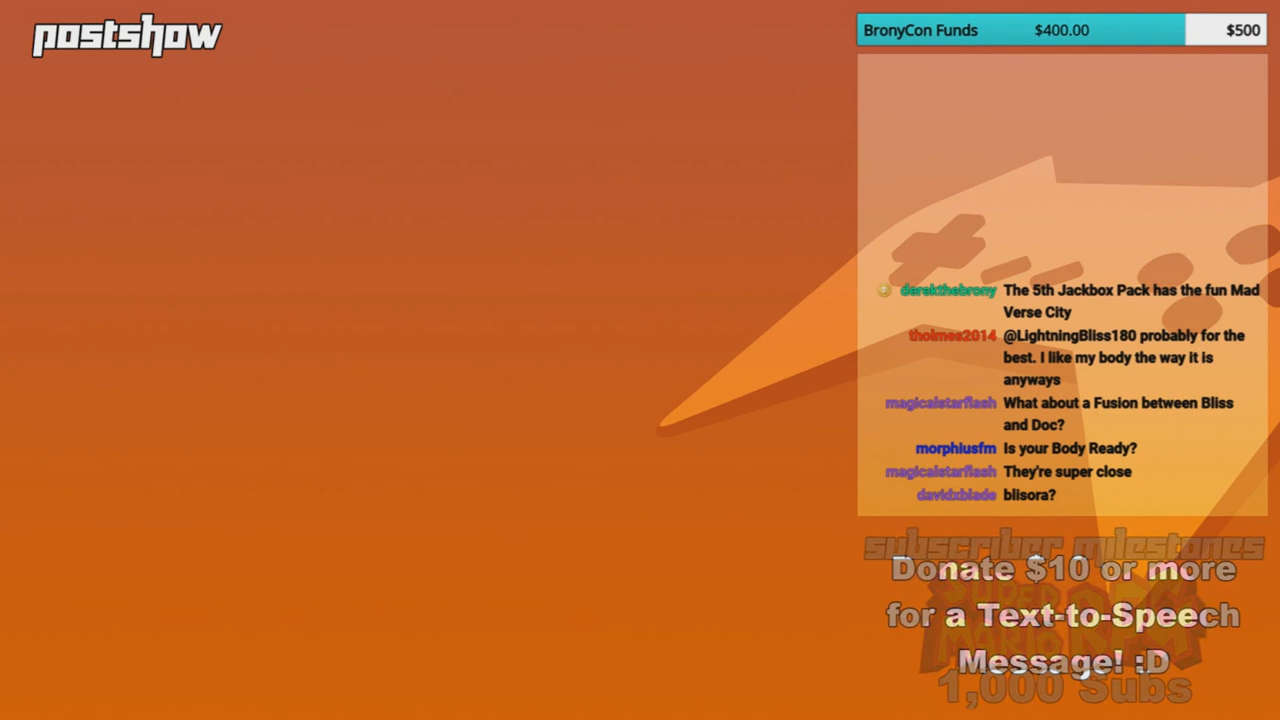 postshow
BronyCon Funds $400.00 $500
derekthebrony The 5th Jackbox Pack has the fun Mad
Verse City
tholmes2014 @LightningBliss180 probably for the
best. I like my body the way it is
anyways
magicalstarflash What about a Fusion between Bliss
and Doc?
morphiusfm Is your Body Ready?
magicalstarflash They're super close
davidxblade blisora?
subscriber milestones
Donate $10 or more
for a Text-to-Speech
Message! :D
SUPER
MARIO RPG
1,000 Subs